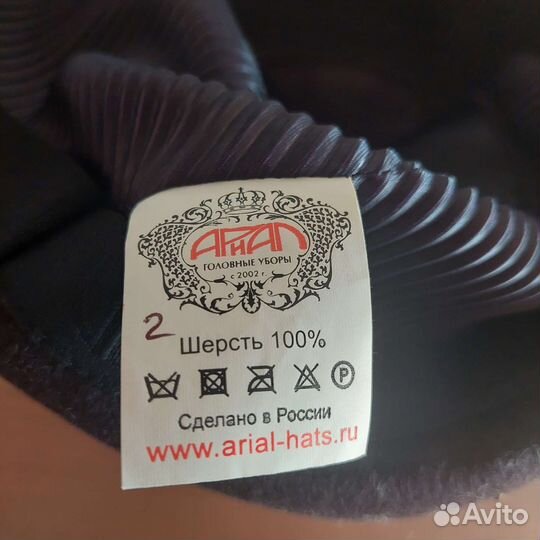 АРиАЛ
ГОЛОВНЫЕ УБОРЫ
с 2002 г.
2
Шерсть 100%
P
Сделано в России
www.arial-hats.ru
Avito